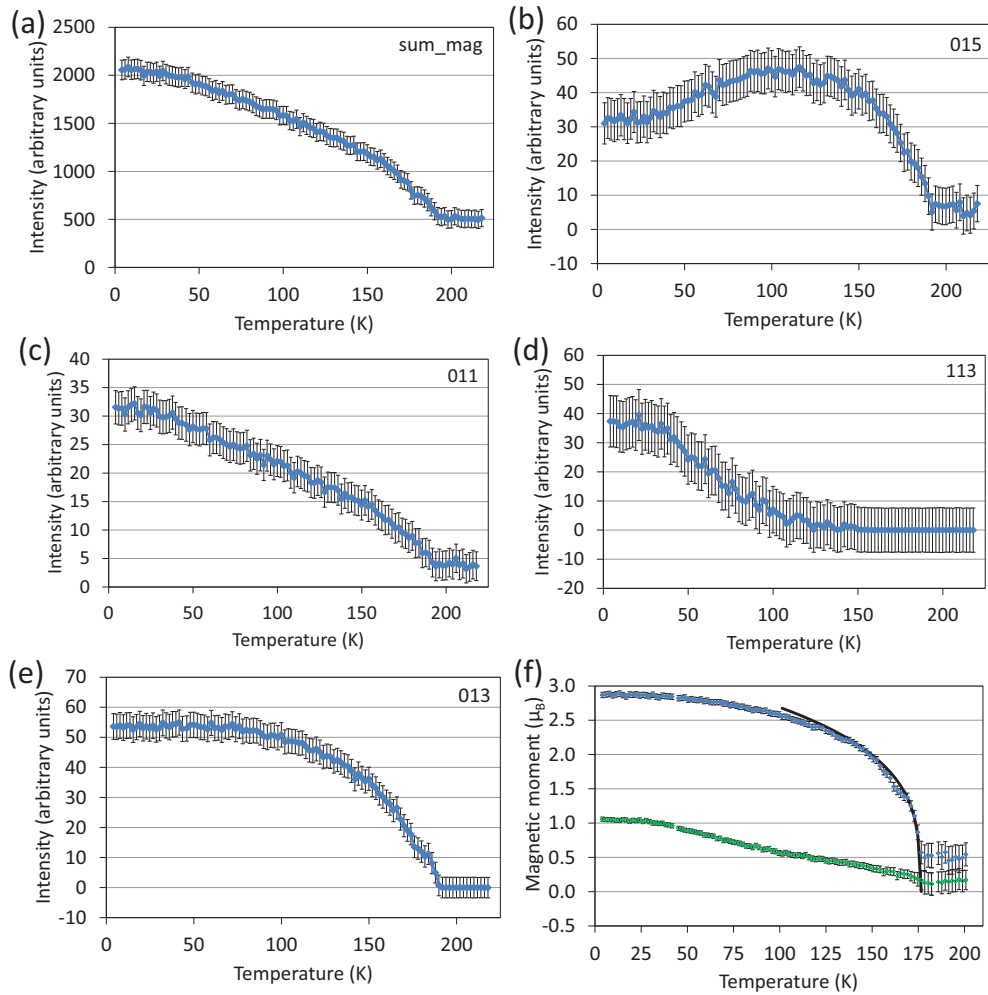 (a)
sum_mag
Intensity (arbitrary units)
2500
2000
1500
1000
500
0
0 50 100 150 200
Temperature (K)
(b)
015
Intensity (arbitrary units)
60
50
40
30
20
10
0
-10
0 50 100 150 200
Temperature (K)
(c)
011
Intensity (arbitrary units)
40
35
30
25
20
15
10
5
0
0 50 100 150 200
Temperature (K)
(d)
113
Intensity (arbitrary units)
60
50
40
30
20
10
0
-10
-20
0 50 100 150 200
Temperature (K)
(e)
013
Intensity (arbitrary units)
70
60
50
40
30
20
10
0
-10
0 50 100 150 200
Temperature (K)
(f)
Magnetic moment (μB)
3.0
2.5
2.0
1.5
1.0
0.5
0.0
-0.5
0 25 50 75 100 125 150 175 200
Temperature (K)